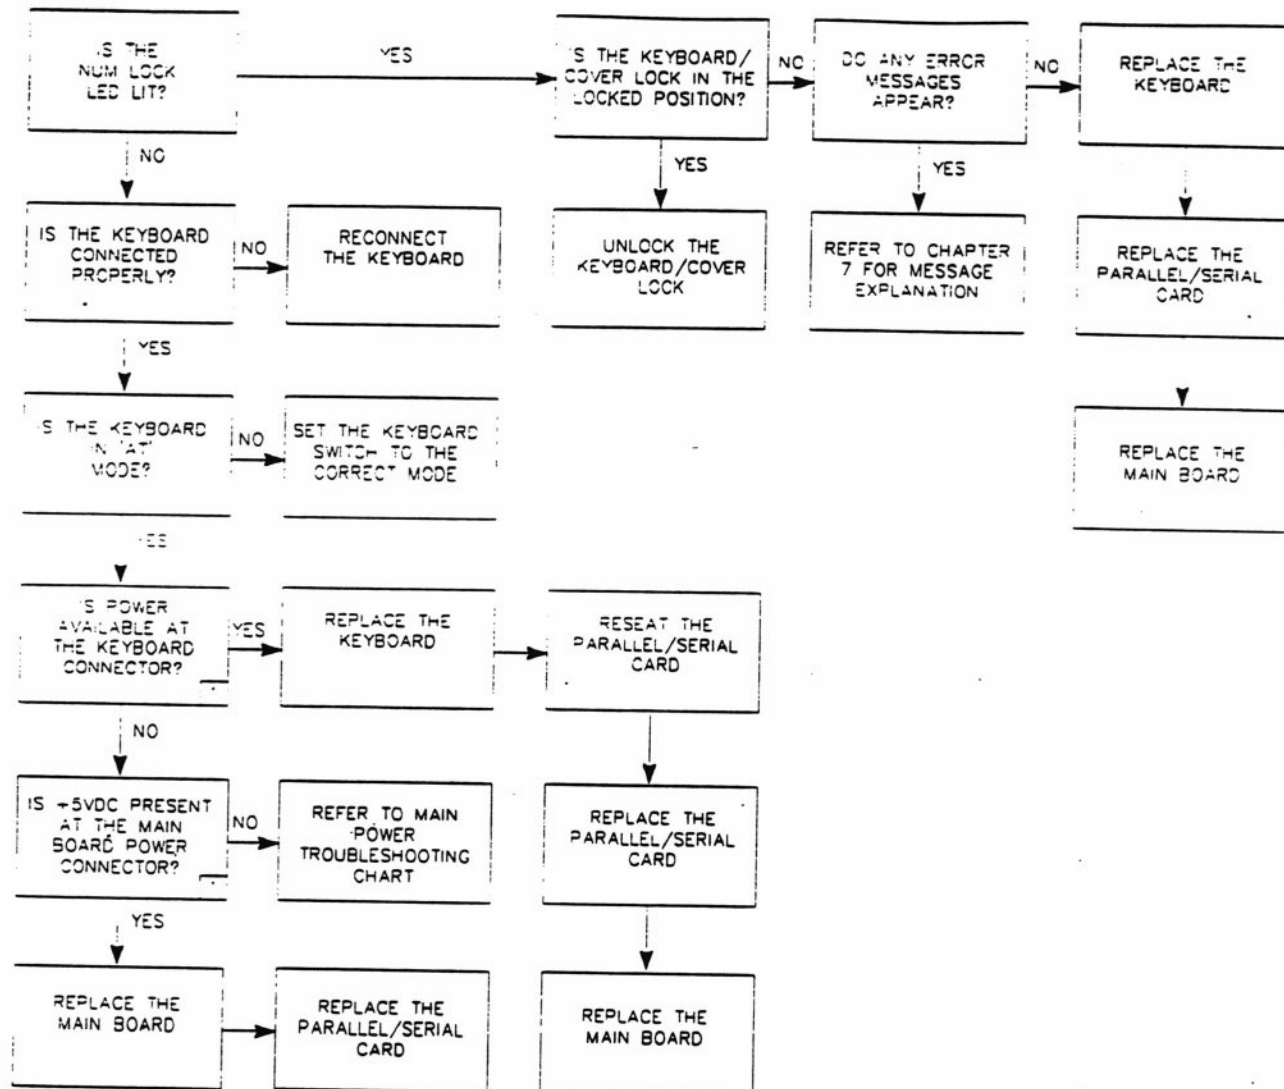 IS THE
NUM LOCK
LED LIT?
YES
IS THE KEYBOARD/
COVER LOCK IN THE
LOCKED POSITION?
NO
DO ANY ERROR
MESSAGES
APPEAR?
NO
REPLACE THE
KEYBOARD
NO
YES
YES
IS THE KEYBOARD
CONNECTED
PROPERLY?
NO
RECONNECT
THE KEYBOARD
UNLOCK THE
KEYBOARD/COVER
LOCK
REFER TO CHAPTER
7 FOR MESSAGE
EXPLANATION
REPLACE THE
PARALLEL/SERIAL
CARD
YES
IS THE KEYBOARD
IN "AT"
MODE?
NO
SET THE KEYBOARD
SWITCH TO THE
CORRECT MODE
REPLACE THE
MAIN BOARD
YES
IS POWER
AVAILABLE AT
THE KEYBOARD
CONNECTOR?
YES
REPLACE THE
KEYBOARD
RESEAT THE
PARALLEL/SERIAL
CARD
NO
IS +5VDC PRESENT
AT THE MAIN
BOARD POWER
CONNECTOR?
NO
REFER TO MAIN
POWER
TROUBLESHOOTING
CHART
REPLACE THE
PARALLEL/SERIAL
CARD
YES
REPLACE THE
MAIN BOARD
REPLACE THE
PARALLEL/SERIAL
CARD
REPLACE THE
MAIN BOARD